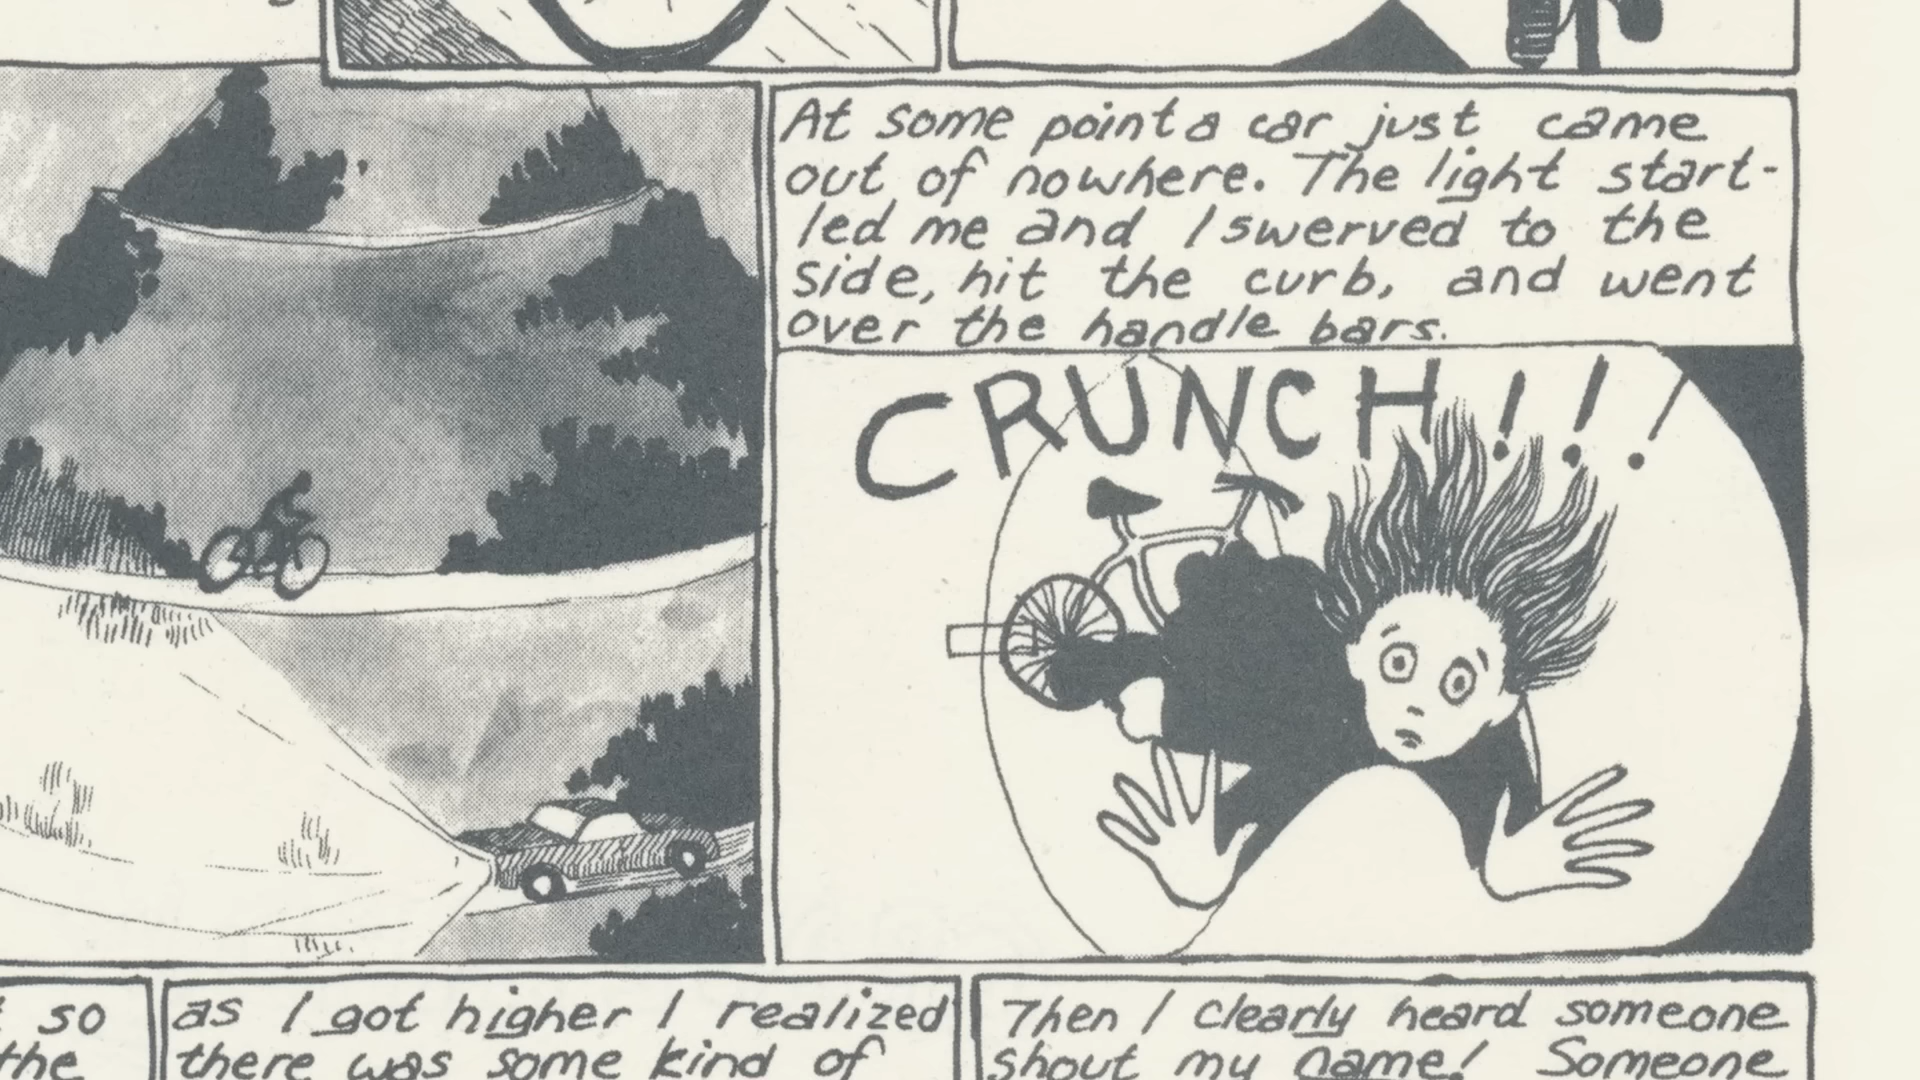 At some point a car just came
out of nowhere. The light start-
led me and I swerved to the
side, hit the curb, and went
over the handle bars.
CRUNCH!!!
so
the
as I got higher I realized
there was some kind of
Then I clearly heard someone
shout my name! Someone